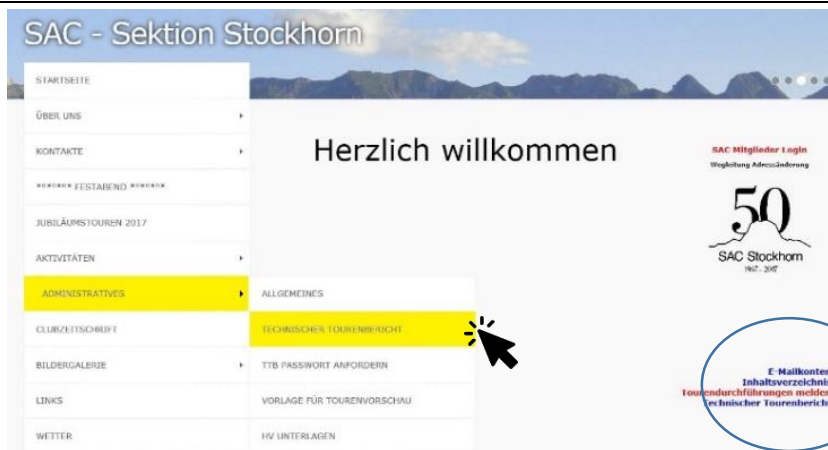 SAC - Sektion Stockhorn
STARTSEITE
ÜBER UNS
KONTAKTE
******* FESTABEND *******
JUBILÄUMSTOUREN 2017
AKTIVITÄTEN
ADMINISTRATIVES
CLUBZEITSCHRIFT
BILDERGALERIE
LINKS
WETTER
ALLGEMEINES
TECHNISCHER TOURENBERICHT
TTB PASSWORT ANFORDERN
VORLAGE FÜR TOURENVORSCHAU
HV UNTERLAGEN
Herzlich willkommen
SAC Mitglieder Login
Wegleitung Adressänderung
50
SAC Stockhorn
1967 - 2017
E-Mailkonten
Inhaltsverzeichnis
Tourendurchführungen melden
Technischer Tourenbericht